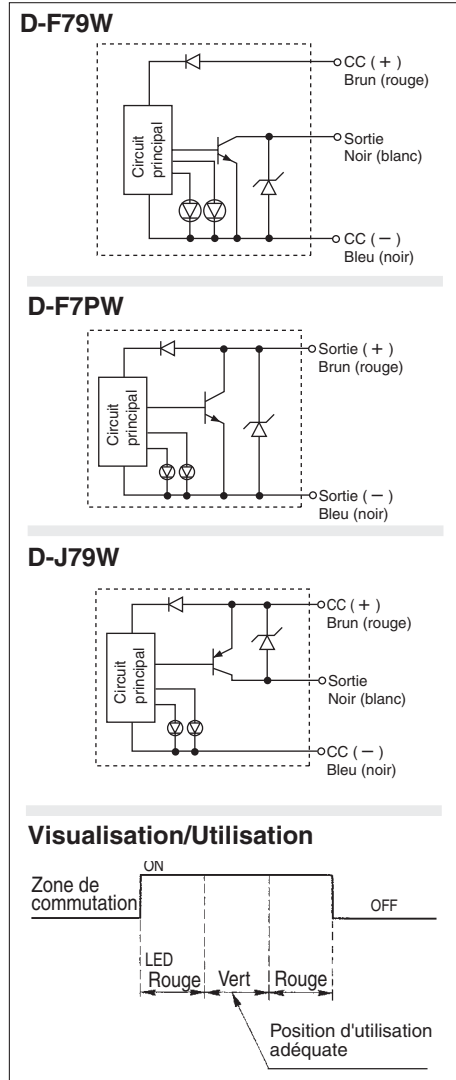 D-F79W
CC ( + )
Brun (rouge)
Circuit
principal
Sortie
Noir (blanc)
CC ( − )
Bleu (noir)
D-F7PW
Sortie ( + )
Brun (rouge)
Circuit
principal
Sortie ( − )
Bleu (noir)
D-J79W
CC ( + )
Brun (rouge)
Circuit
principal
Sortie
Noir (blanc)
CC ( − )
Bleu (noir)
Visualisation/Utilisation
ON
Zone de
commutation
OFF
LED
Rouge Vert Rouge
Position d'utilisation
adéquate